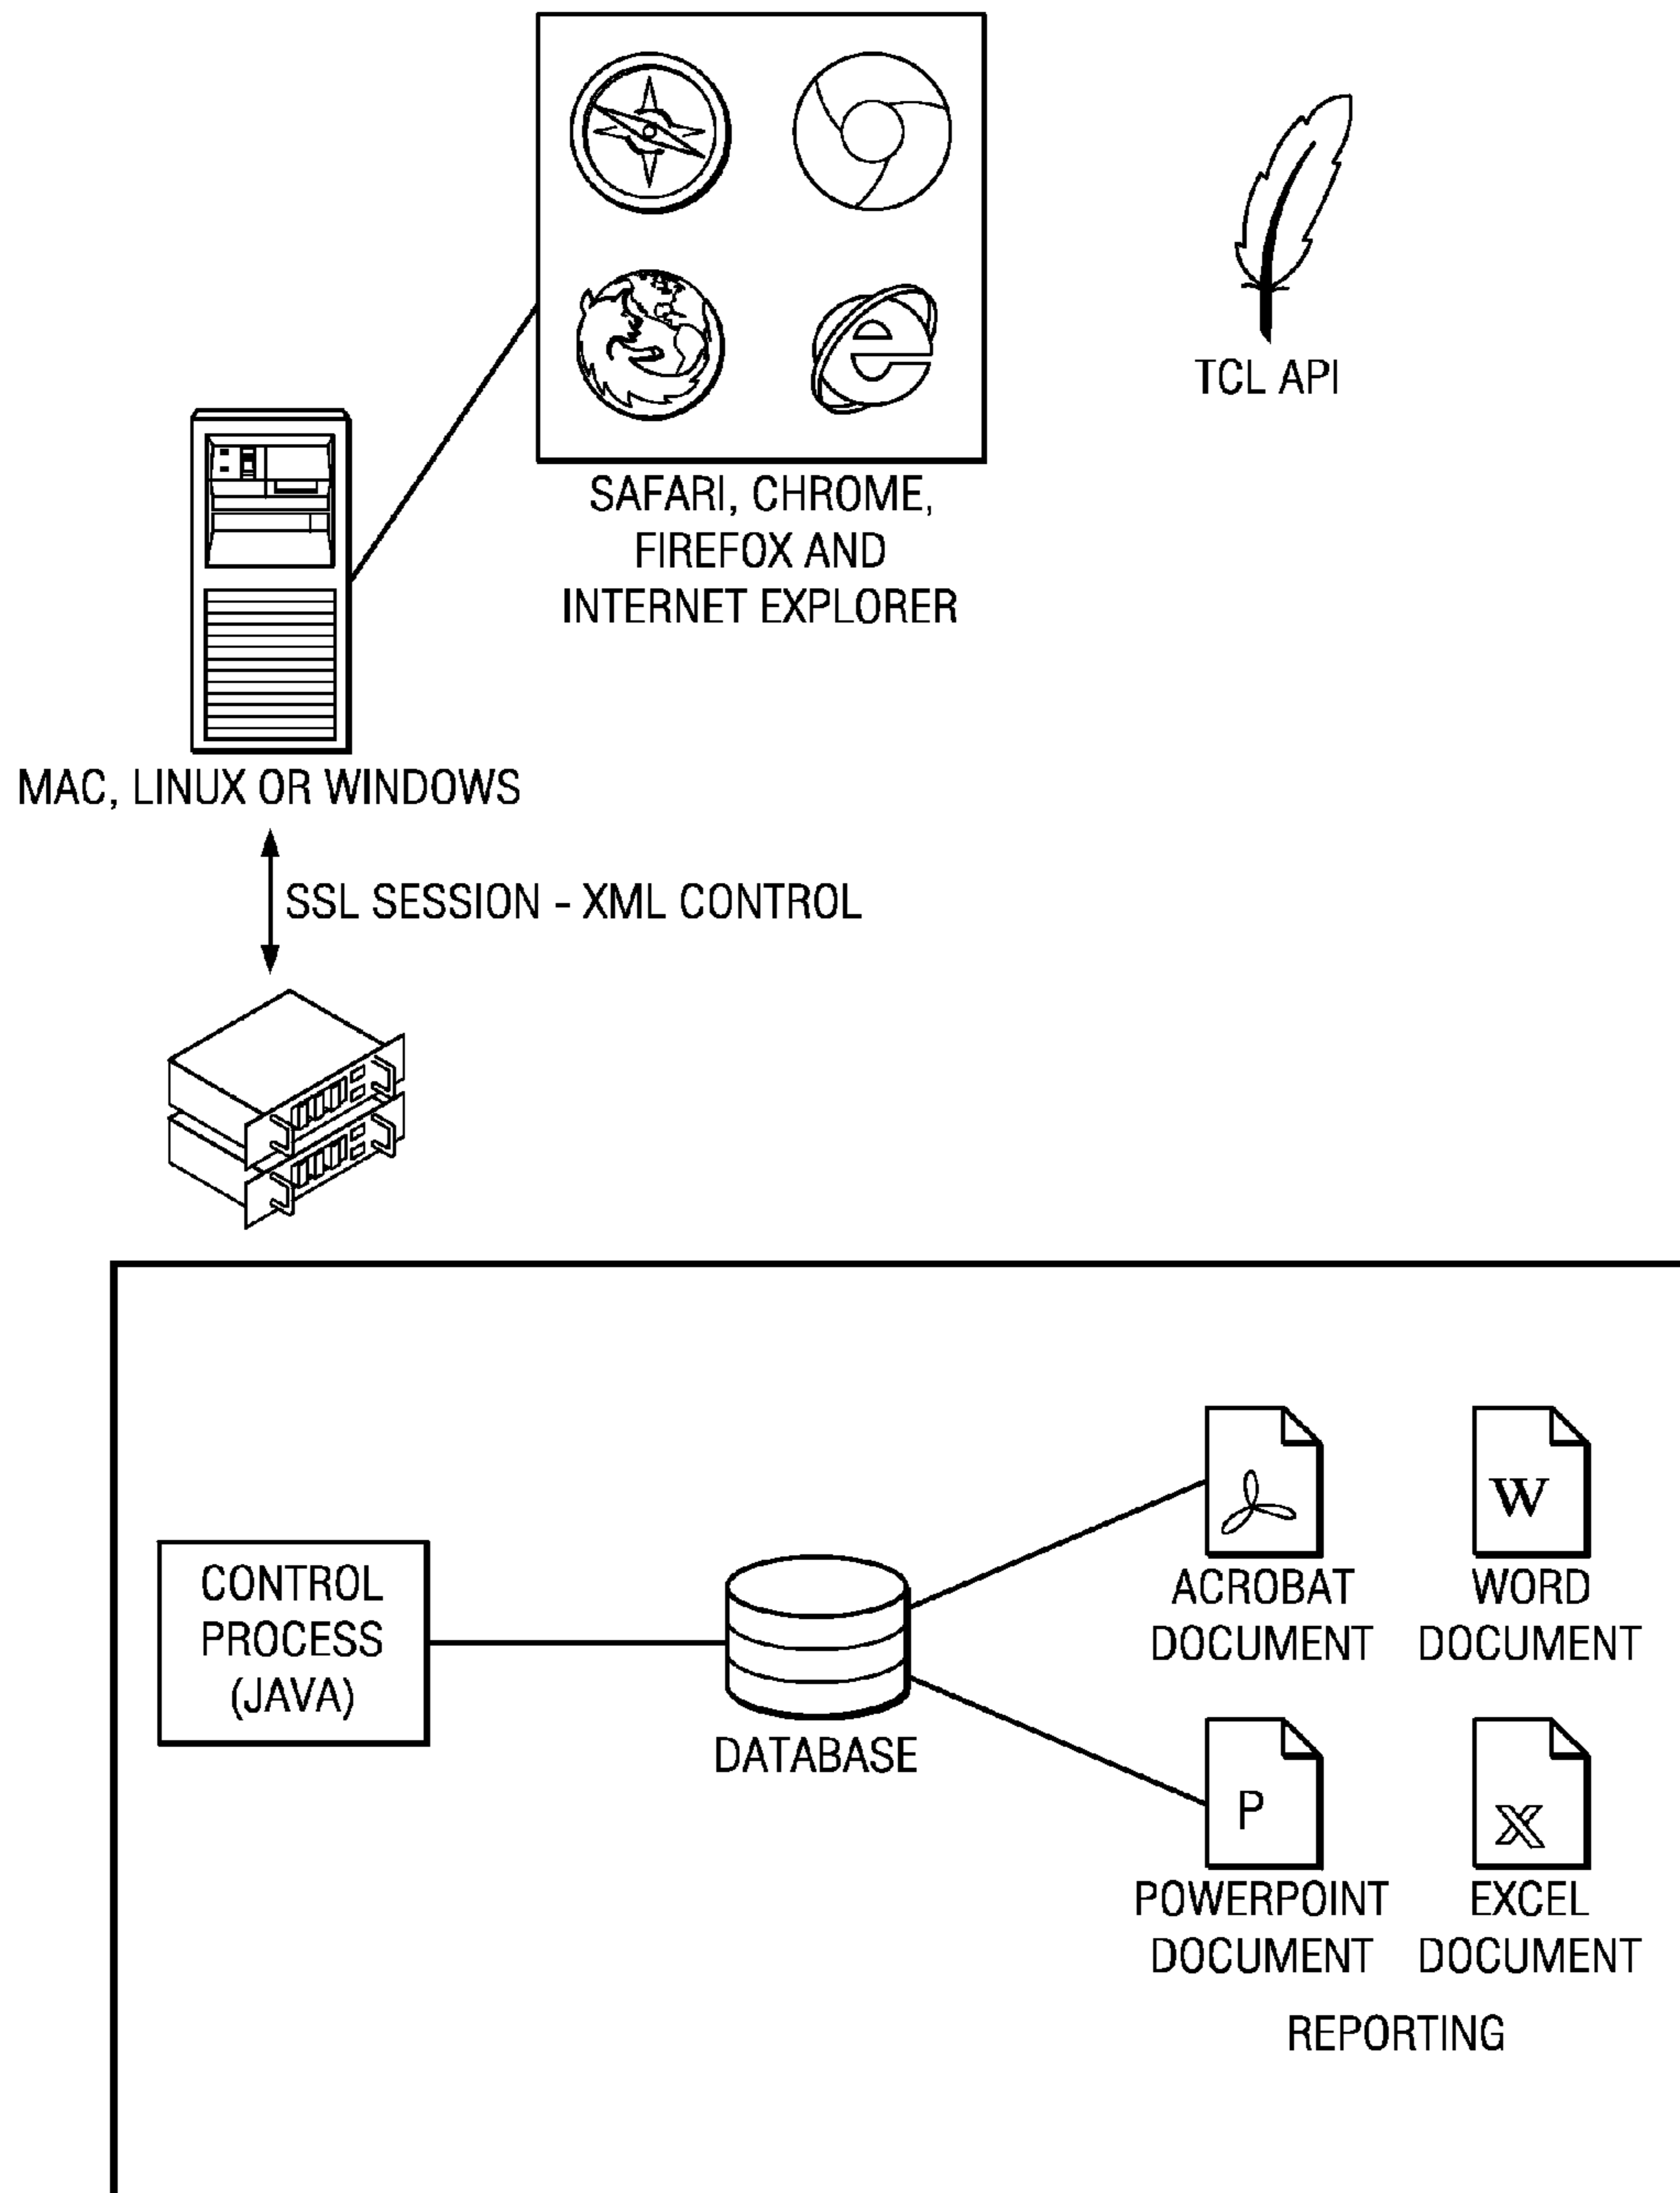 TCL API
SAFARI, CHROME,
FIREFOX AND
INTERNET EXPLORER
MAC, LINUX OR WINDOWS
SSL SESSION - XML CONTROL
CONTROL
PROCESS
(JAVA)
DATABASE
W
ACROBAT
DOCUMENT
WORD
DOCUMENT
P
X
POWERPOINT
DOCUMENT
EXCEL
DOCUMENT
REPORTING